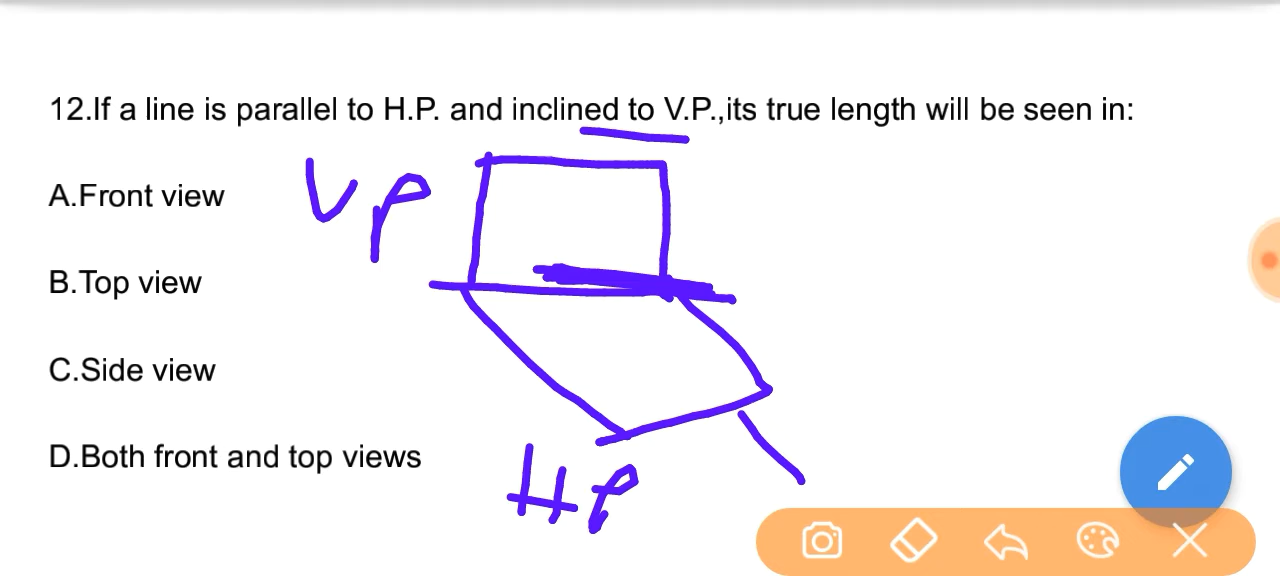 12.If a line is parallel to H.P. and inclined to V.P.,its true length will be seen in:
A.Front view
VP
B.Top view
C.Side view
D.Both front and top views
HP